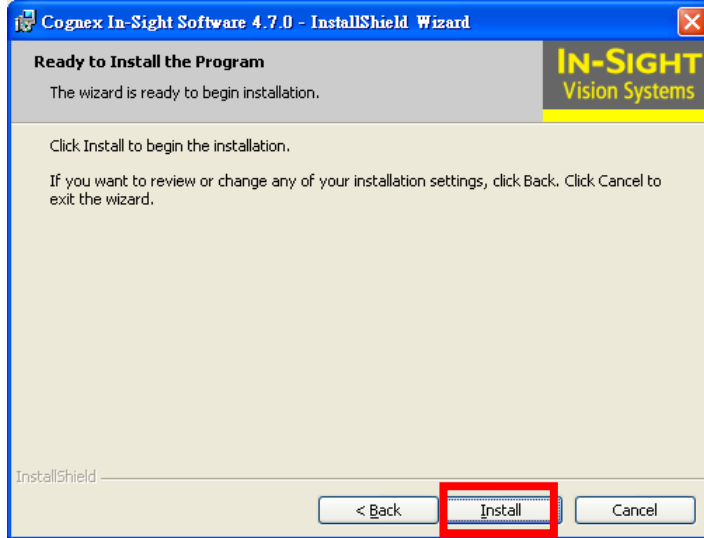 Cognex In-Sight Software 4.7.0 - InstallShield Wizard
Ready to Install the Program
The wizard is ready to begin installation.
IN-SIGHT
Vision Systems
Click Install to begin the installation.
If you want to review or change any of your installation settings, click Back. Click Cancel to
exit the wizard.
InstallShield
< Back Install Cancel